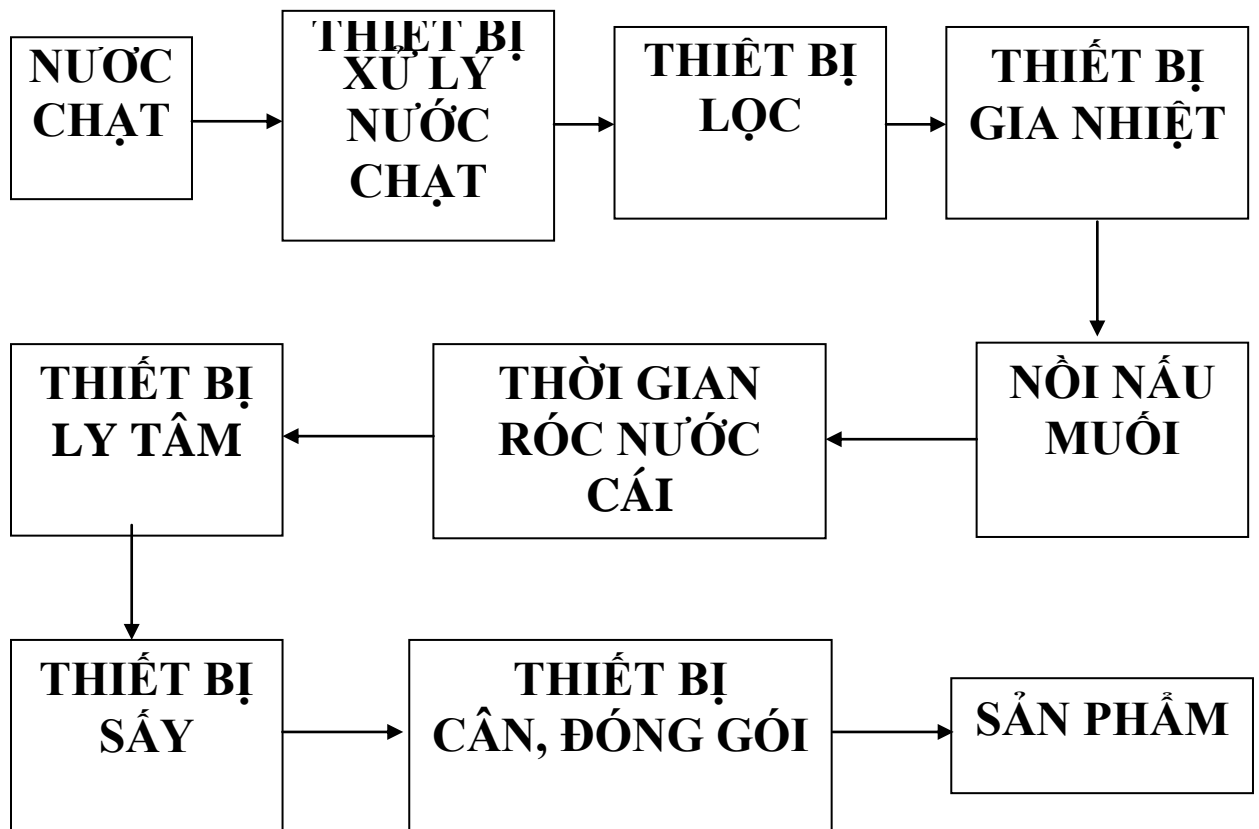 NƯƠC
CHẠT
THIẾT BỊ
XỬ LÝ
NƯỚC
CHẠT
THIÊT BỊ
LỌC
THIẾT BỊ
GIA NHIỆT
NỒI NẤU
MUỐI
THỜI GIAN
RÓC NƯỚC
CÁI
THIẾT BỊ
LY TÂM
THIẾT BỊ
SẤY
THIẾT BỊ
CÂN, ĐÓNG GÓI
SẢN PHẨM